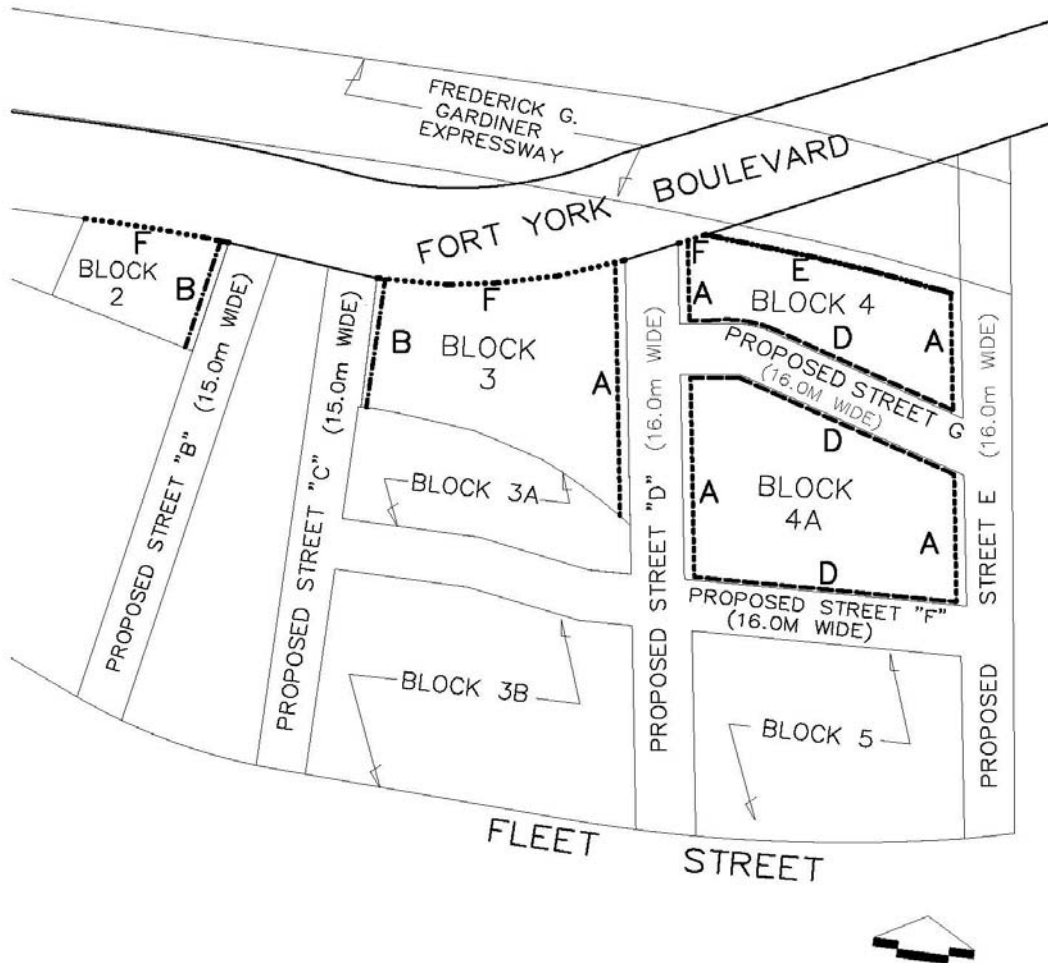 FREDERICK G.
GARDINER
EXPRESSWAY
FORT YORK BOULEVARD
F
BLOCK
2
B
PROPOSED STREET "B" (15.0m WIDE)
PROPOSED STREET "C" (15.0m WIDE)
F
B
BLOCK
3
A
BLOCK 3A
BLOCK 3B
PROPOSED STREET "D" (16.0m WIDE)
F
E
A
BLOCK 4
A
D
PROPOSED STREET G
(16.0M WIDE)
D
A
BLOCK
4A
A
D
PROPOSED STREET "F"
(16.0M WIDE)
BLOCK 5
PROPOSED STREET E (16.0m WIDE)
FLEET STREET